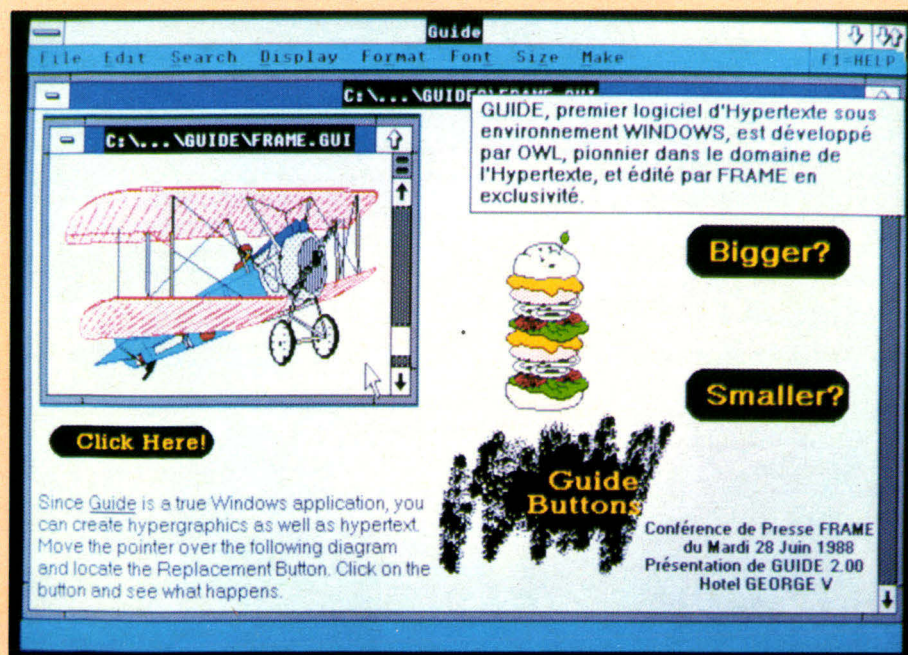 Guide
File Edit Search Display Format Font Size Make F1=HELP
GUIDE, premier logiciel d'Hypertexte sous
environnement WINDOWS, est développé
par OWL, pionnier dans le domaine de
l'Hypertexte, et édité par FRAME en
exclusivité.
C:\...\GUIDE\FRAME.GUI
Bigger?
Smaller?
Click Here!
Guide
Buttons
Since Guide is a true Windows application, you
can create hypergraphics as well as hypertext.
Move the pointer over the following diagram
and locate the Replacement Button. Click on the
button and see what happens.
Conférence de Presse FRAME
du Mardi 28 Juin 1988
Présentation de GUIDE 2.00
Hotel GEORGE V